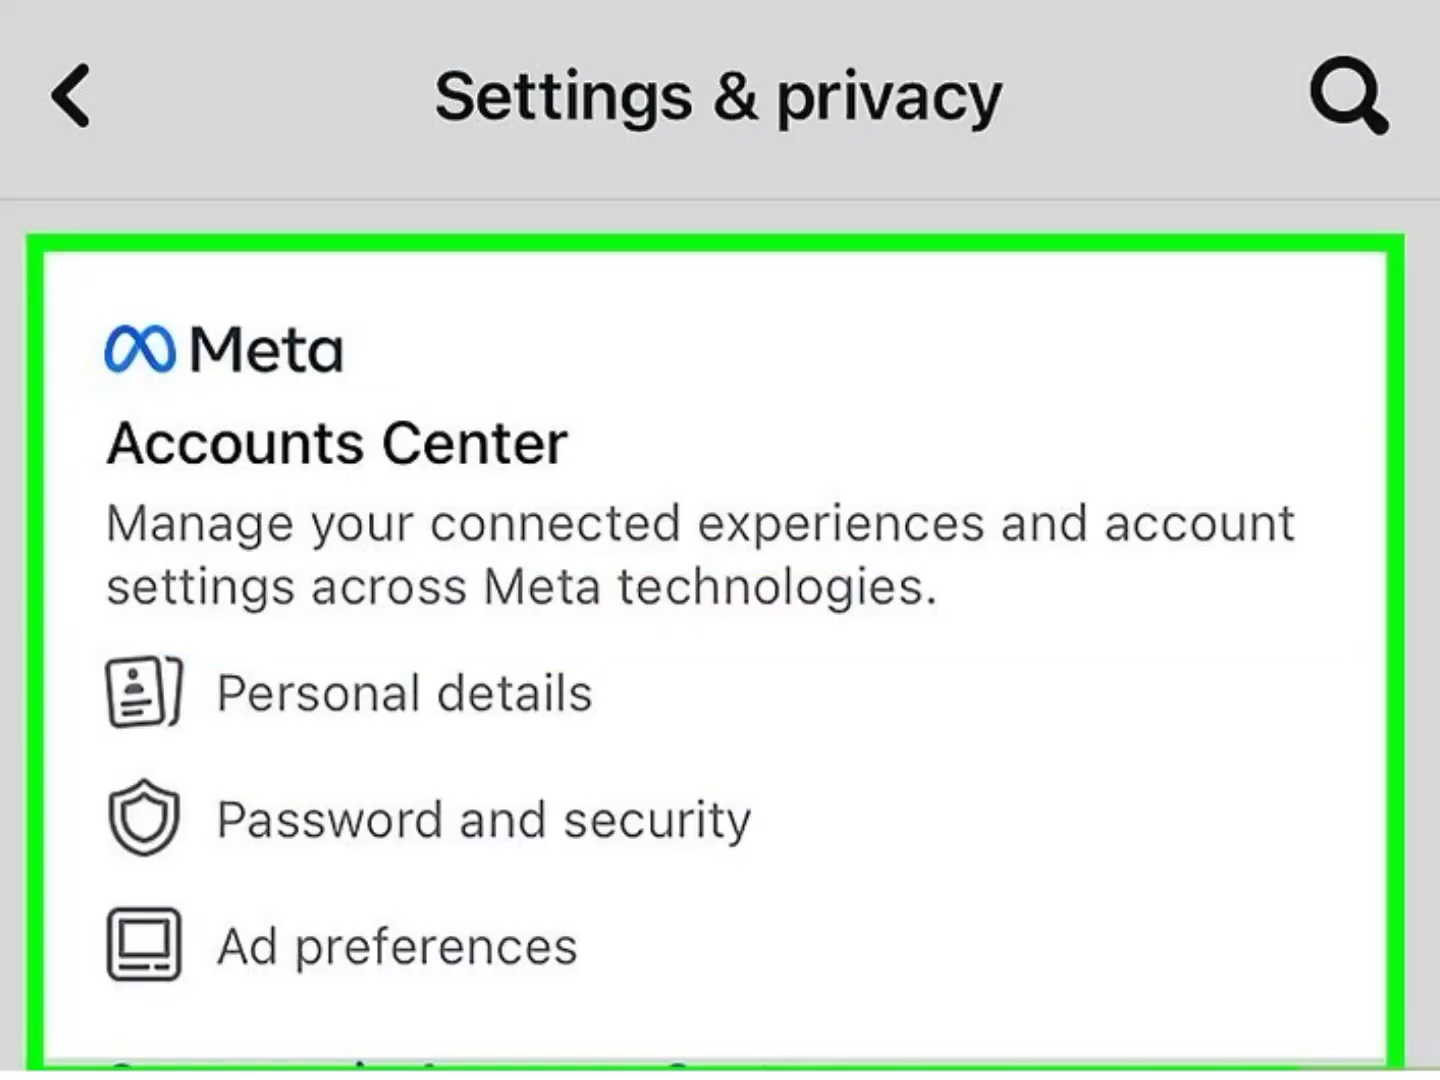 Settings & privacy
Meta
Accounts Center
Manage your connected experiences and account
settings across Meta technologies.
Personal details
Password and security
Ad preferences